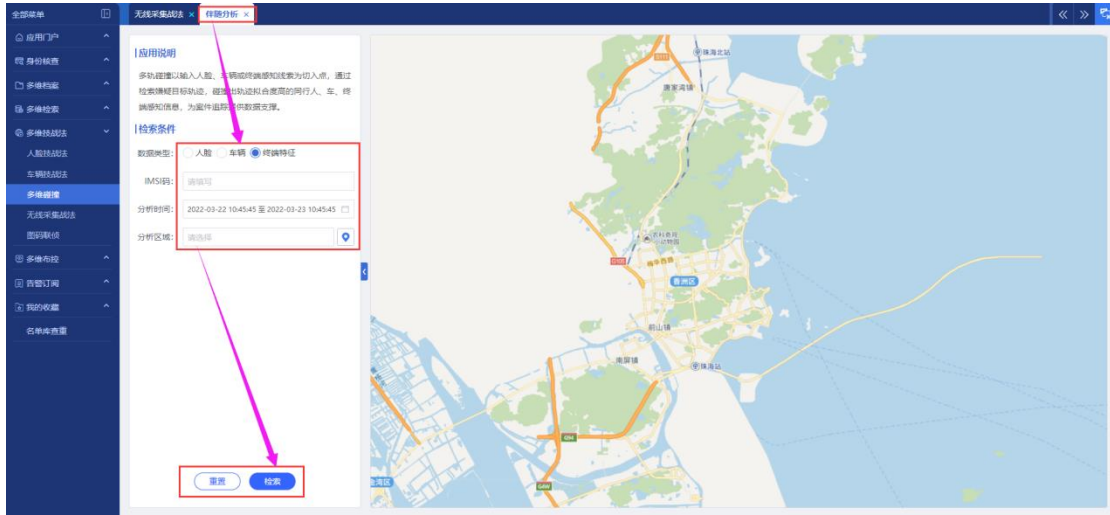 全部菜单
无线采集战法 ×
伴随分析 ×
应用门户
身份核查
多维档案
多维检索
多维技战法
人脸技战法
车辆技战法
多维碰撞
无线采集战法
图码联侦
多维布控
告警订阅
我的收藏
名单库查重
应用说明
多轨碰撞以输入人脸、车辆或终端感知线索为切入点，通过
检索嫌疑目标轨迹，碰撞出轨迹拟合度高的同行人、车、终
端感知信息，为案件追踪提供数据支撑。
检索条件
数据类型： 人脸 车辆 终端特征
IMSI码： 请填写
分析时间： 2022-03-22 10:45:45 至 2022-03-23 10:45:45
分析区域： 请选择
重置 检索
珠海北站
唐家湾镇
梅华西路
香洲区
前山镇
南屏镇
珠海站
金湾区
G94
G4W